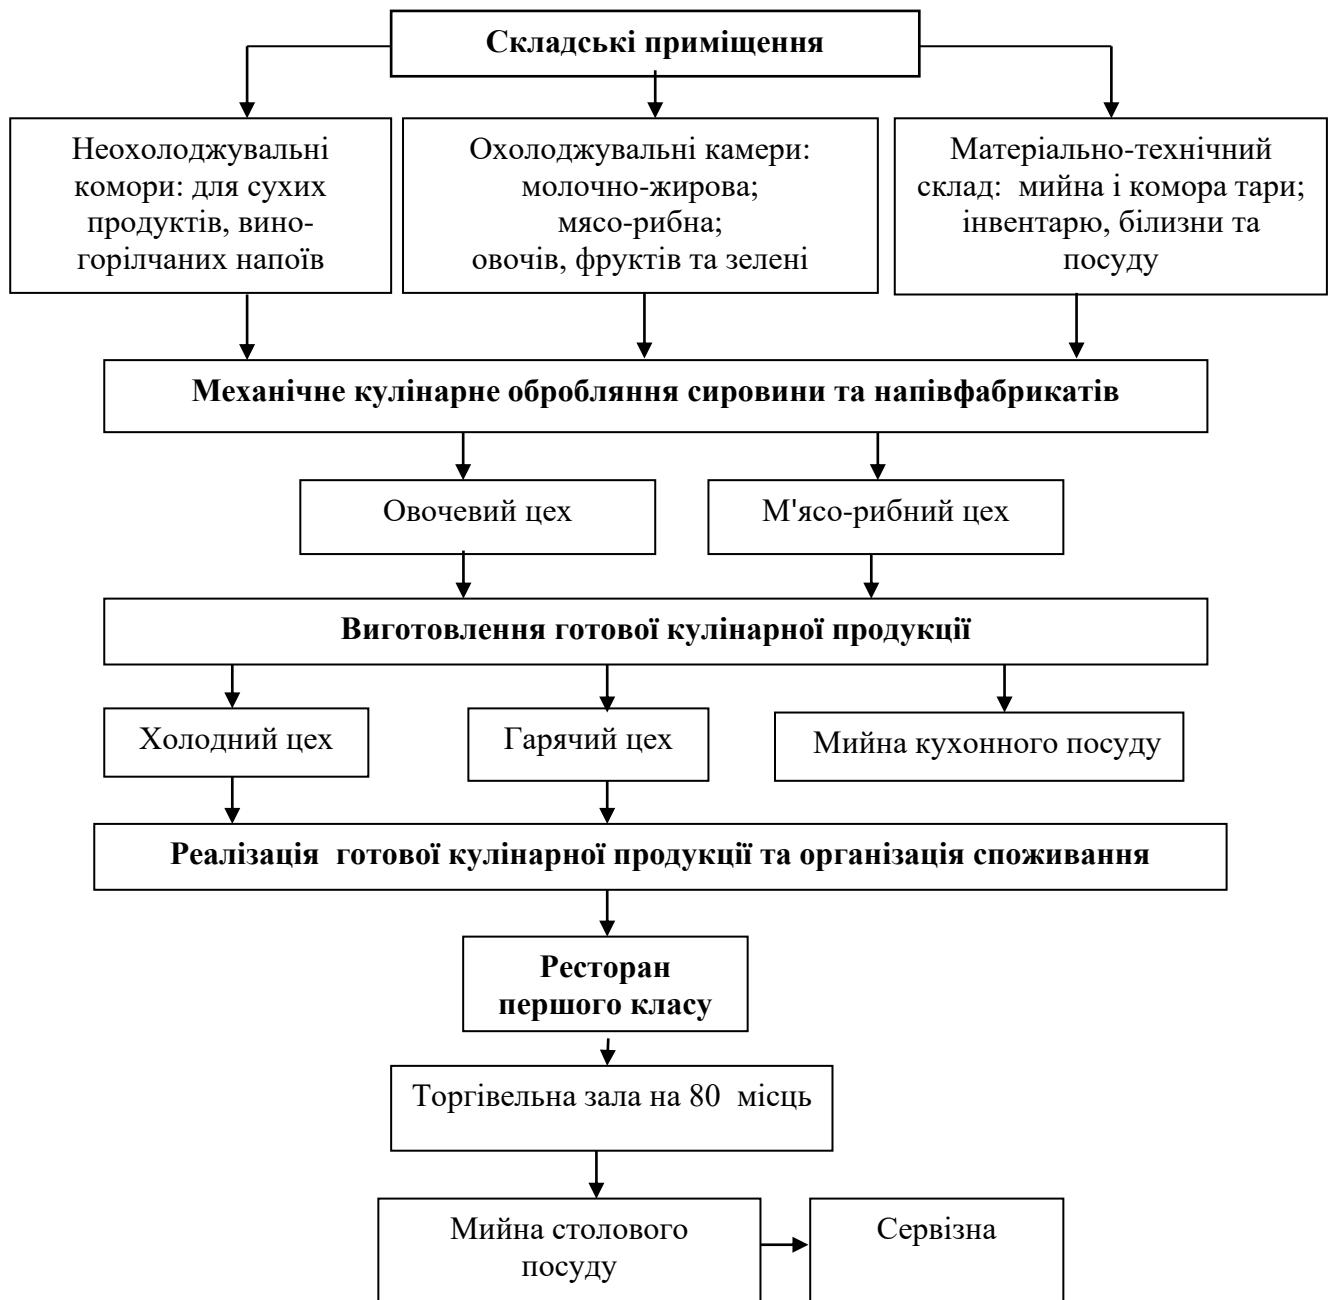 Складські приміщення
Неохолоджувальні
комори: для сухих
продуктів, вино-
горілчаних напоїв
Охолоджувальні камери:
молочно-жирова;
мясо-рибна;
овочів, фруктів та зелені
Матеріально-технічний
склад: мийна і комора тари;
інвентарю, білизни та
посуду
Механічне кулінарне обробляння сировини та напівфабрикатів
Овочевий цех
М'ясо-рибний цех
Виготовлення готової кулінарної продукції
Холодний цех
Гарячий цех
Мийна кухонного посуду
Реалізація готової кулінарної продукції та організація споживання
Ресторан
першого класу
Торгівельна зала на 80 місць
Мийна столового
посуду
Сервізна